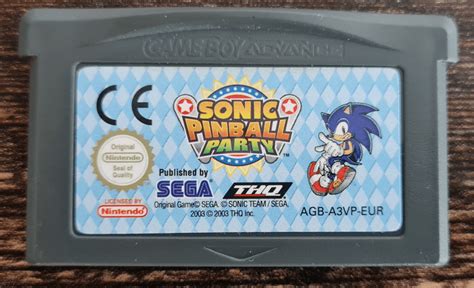 GAME BOY ADVANCE
CE
SONIC
PINBALL
PARTY
TM
Original
Nintendo
Seal of
Quality
Published by
SEGA THQ
LICENSED BY
Nintendo
Original Game© SEGA. © SONIC TEAM / SEGA,
2003 © 2003 THQ Inc.
AGB-A3VP-EUR